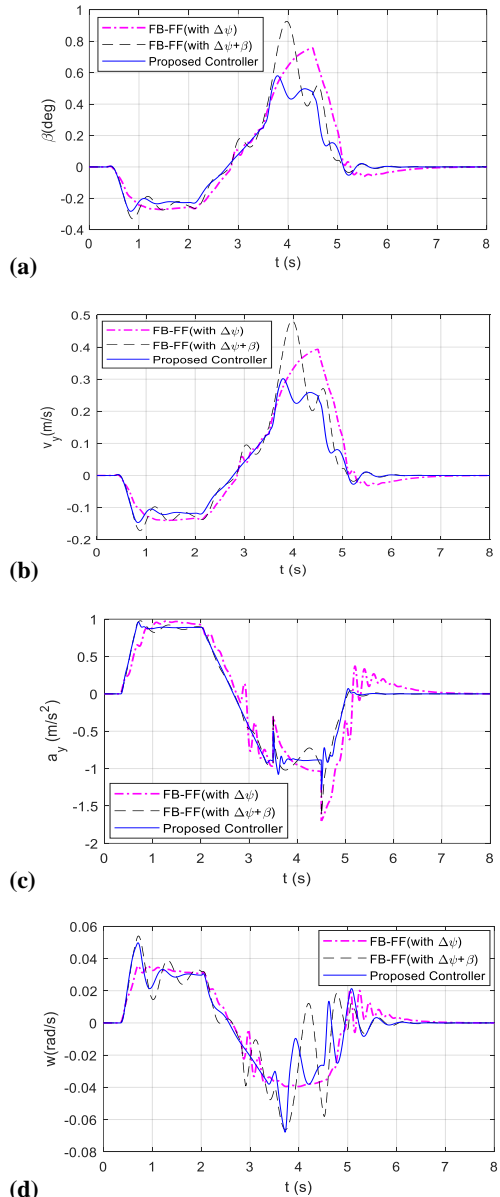 1
0.8
0.6
0.4
0.2
0
-0.2
-0.4
β(deg)
FB-FF(with Δψ)
FB-FF(with Δψ+β)
Proposed Controller
0 1 2 3 4 5 6 7 8
t (s)
(a)
0.5
0.4
0.3
0.2
0.1
0
-0.1
-0.2
v_y(m/s)
FB-FF(with Δψ)
FB-FF(with Δψ+β)
Proposed Controller
0 1 2 3 4 5 6 7 8
t (s)
(b)
1
0.5
0
-0.5
-1
-1.5
-2
a_y (m/s²)
FB-FF(with Δψ)
FB-FF(with Δψ+β)
Proposed Controller
0 1 2 3 4 5 6 7 8
t (s)
(c)
0.06
0.04
0.02
0
-0.02
-0.04
-0.06
-0.08
w(rad/s)
FB-FF(with Δψ)
FB-FF(with Δψ+β)
Proposed Controller
0 1 2 3 4 5 6 7 8
t (s)
(d)